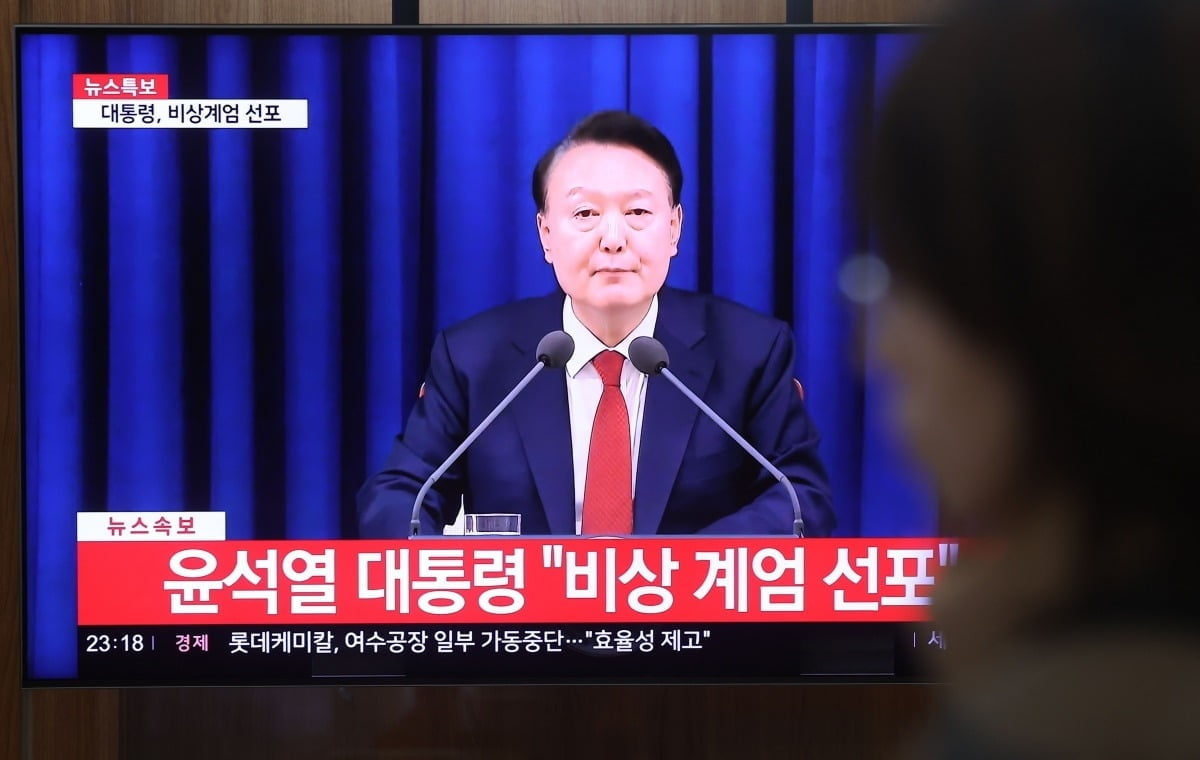 뉴스특보
대통령, 비상계엄 선포
뉴스속보
윤석열 대통령 "비상 계엄 선포"
23:18 경제 롯데케미칼, 여수공장 일부 가동중단…"효율성 제고"